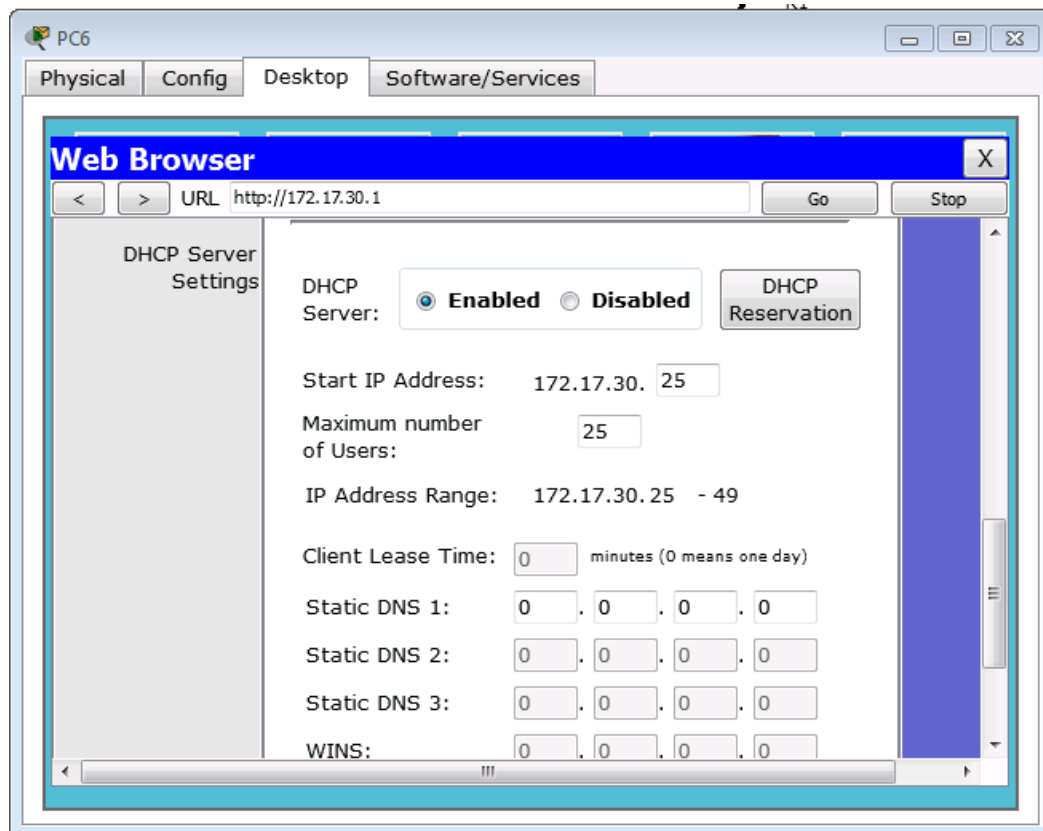 PC6
Physical Config Desktop Software/Services
Web Browser X
< > URL http://172.17.30.1 Go Stop
DHCP Server
Settings
DHCP
Server:
Enabled Disabled
DHCP
Reservation
Start IP Address: 172.17.30. 25
Maximum number
of Users:
25
IP Address Range: 172.17.30.25 - 49
Client Lease Time: 0 minutes (0 means one day)
Static DNS 1: 0 . 0 . 0 . 0
Static DNS 2: 0 . 0 . 0 . 0
Static DNS 3: 0 . 0 . 0 . 0
WINS: 0 . 0 . 0 . 0